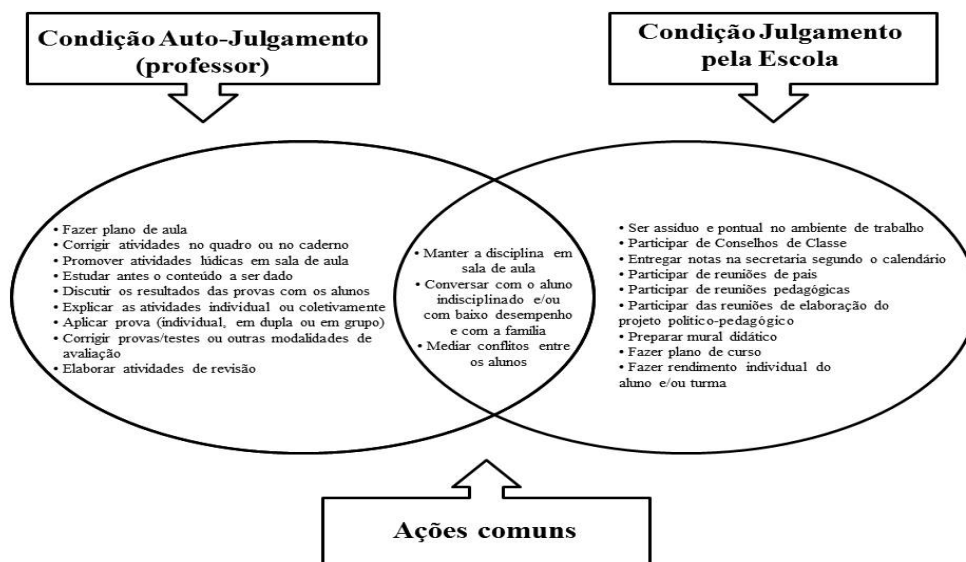 Condição Auto-Julgamento
(professor)
Condição Julgamento
pela Escola
• Fazer plano de aula
• Corrigir atividades no quadro ou no caderno
• Promover atividades lúdicas em sala de aula
• Estudar antes o conteúdo a ser dado
• Discutir os resultados das provas com os alunos
• Explicar as atividades individual ou coletivamente
• Aplicar prova (individual, em dupla ou em grupo)
• Corrigir provas/testes ou outras modalidades de
avaliação
• Elaborar atividades de revisão
• Manter a disciplina em
sala de aula
• Conversar com o aluno
indisciplinado e/ou
com baixo desempenho
e com a família
• Mediar conflitos entre
os alunos
• Ser assíduo e pontual no ambiente de trabalho
• Participar de Conselhos de Classe
• Entregar notas na secretaria segundo o calendário
• Participar de reuniões de pais
• Participar de reuniões pedagógicas
• Participar das reuniões de elaboração do
projeto político-pedagógico
• Preparar mural didático
• Fazer plano de curso
• Fazer rendimento individual do
aluno e/ou turma
Ações comuns